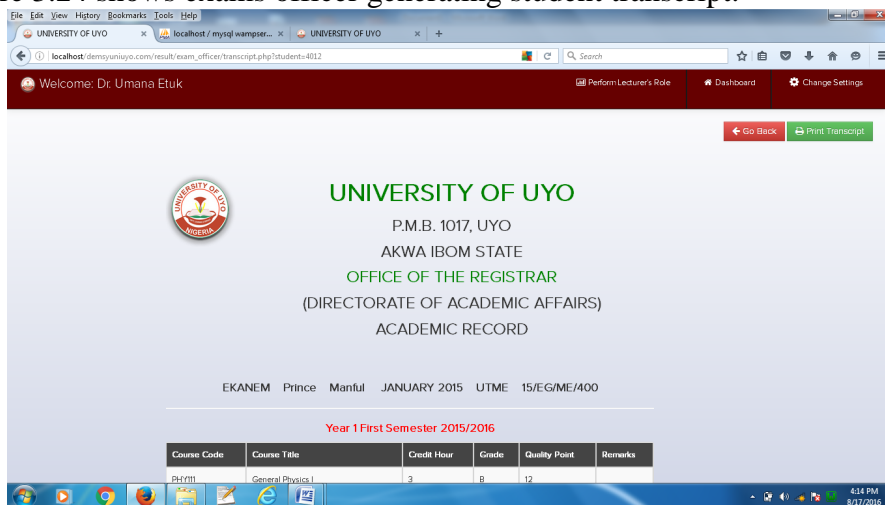 shows exams officer generating student transcript.
File Edit View History Bookmarks Tools Help
UNIVERSITY OF UYO × localhost / mysql wampser... × UNIVERSITY OF UYO × +
localhost/demsyuniuyo.com/result/exam_officer/transcript.php?student=4012 Search
Welcome: Dr. Umana Etuk Perform Lecturer's Role Dashboard Change Settings
Go Back Print Transcript
UNIVERSITY OF UYO
NIGERIA
UNIVERSITY OF UYO
P.M.B. 1017, UYO
AKWA IBOM STATE
OFFICE OF THE REGISTRAR
(DIRECTORATE OF ACADEMIC AFFAIRS)
ACADEMIC RECORD
EKANEM Prince Manful JANUARY 2015 UTME 15/EG/ME/400
Year 1 First Semester 2015/2016
Course Code Course Title Credit Hour Grade Quality Point Remarks
PHY111 General Physics I 3 B 12
4:14 PM
8/17/2016